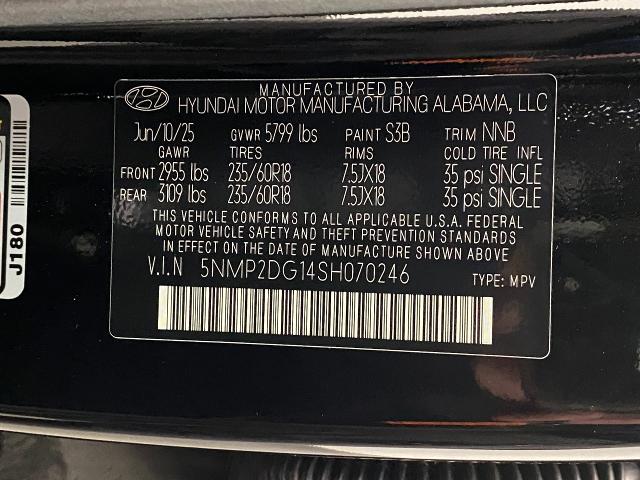 MANUFACTURED BY
HYUNDAI MOTOR MANUFACTURING ALABAMA, LLC
Jun/10/25 GVWR 5799 lbs PAINT S3B TRIM NNB
GAWR TIRES RIMS COLD TIRE INFL
FRONT 2955 lbs 235/60R18 7.5JX18 35 psi SINGLE
REAR 3109 lbs 235/60R18 7.5JX18 35 psi SINGLE
THIS VEHICLE CONFORMS TO ALL APPLICABLE U.S.A. FEDERAL
MOTOR VEHICLE SAFETY AND THEFT PREVENTION STANDARDS
IN EFFECT ON THE DATE OF MANUFACTURE SHOWN ABOVE
V.I.N 5NMP2DG14SH070246 TYPE: MPV
J180